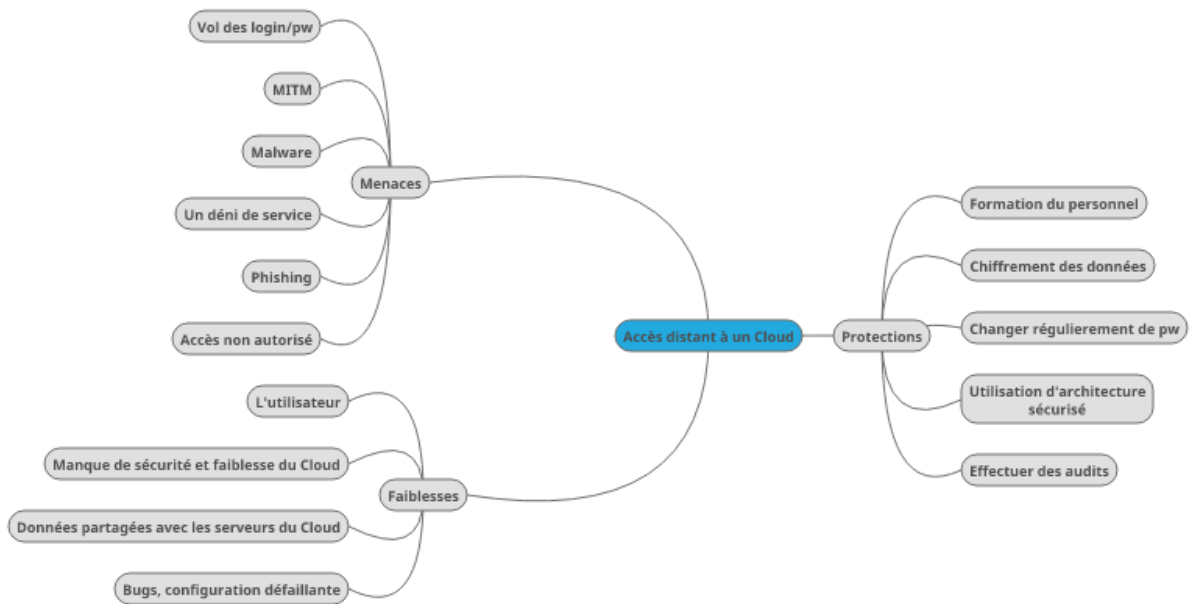 Vol des login/pw
MITM
Malware
Menaces
Un déni de service
Phishing
Accès non autorisé
L'utilisateur
Manque de sécurité et faiblesse du Cloud
Faiblesses
Données partagées avec les serveurs du Cloud
Bugs, configuration défaillante
Accès distant à un Cloud
Protections
Formation du personnel
Chiffrement des données
Changer régulierement de pw
Utilisation d'architecture
sécurisé
Effectuer des audits